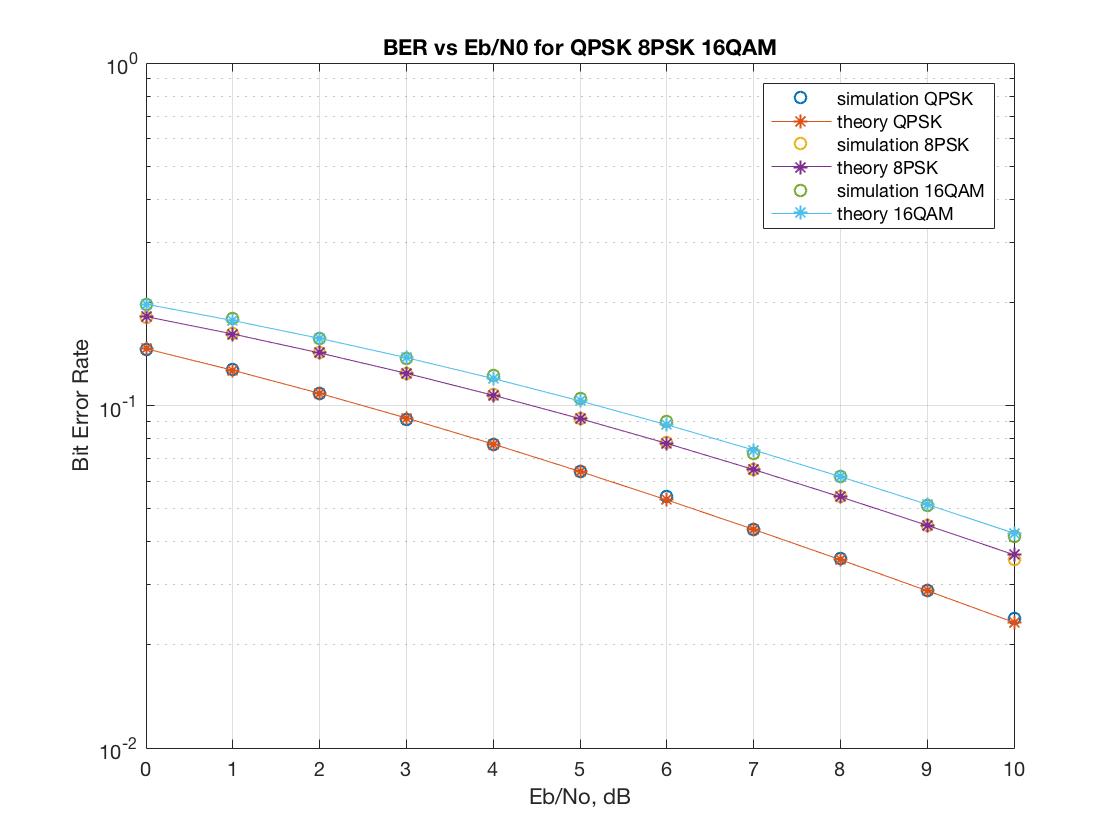 BER vs Eb/N0 for QPSK 8PSK 16QAM
10^0
simulation QPSK
theory QPSK
simulation 8PSK
theory 8PSK
simulation 16QAM
theory 16QAM
Bit Error Rate
10^-1
10^-2
0 1 2 3 4 5 6 7 8 9 10
Eb/No, dB